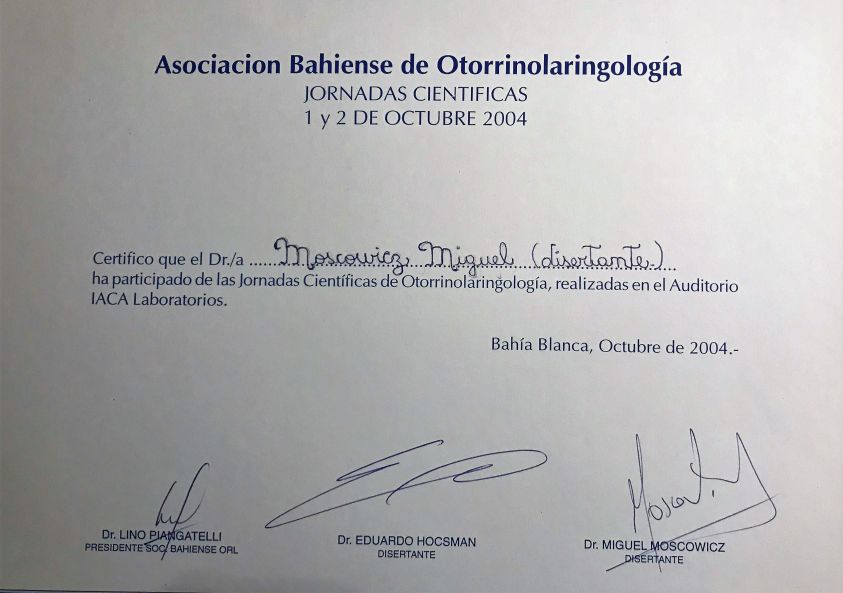 Asociacion Bahiense de Otorrinolaringología
JORNADAS CIENTIFICAS
1 y 2 DE OCTUBRE 2004
Certifico que el Dr./a ...... Moscowicz, Miguel (disertante) ...
ha participado de las Jornadas Científicas de Otorrinolaringología, realizadas en el Auditorio
IACA Laboratorios.
Bahía Blanca, Octubre de 2004.-
Dr. LINO PIANGATELLI
PRESIDENTE SOC. BAHIENSE ORL
Dr. EDUARDO HOCSMAN
DISERTANTE
Dr. MIGUEL MOSCOWICZ
DISERTANTE